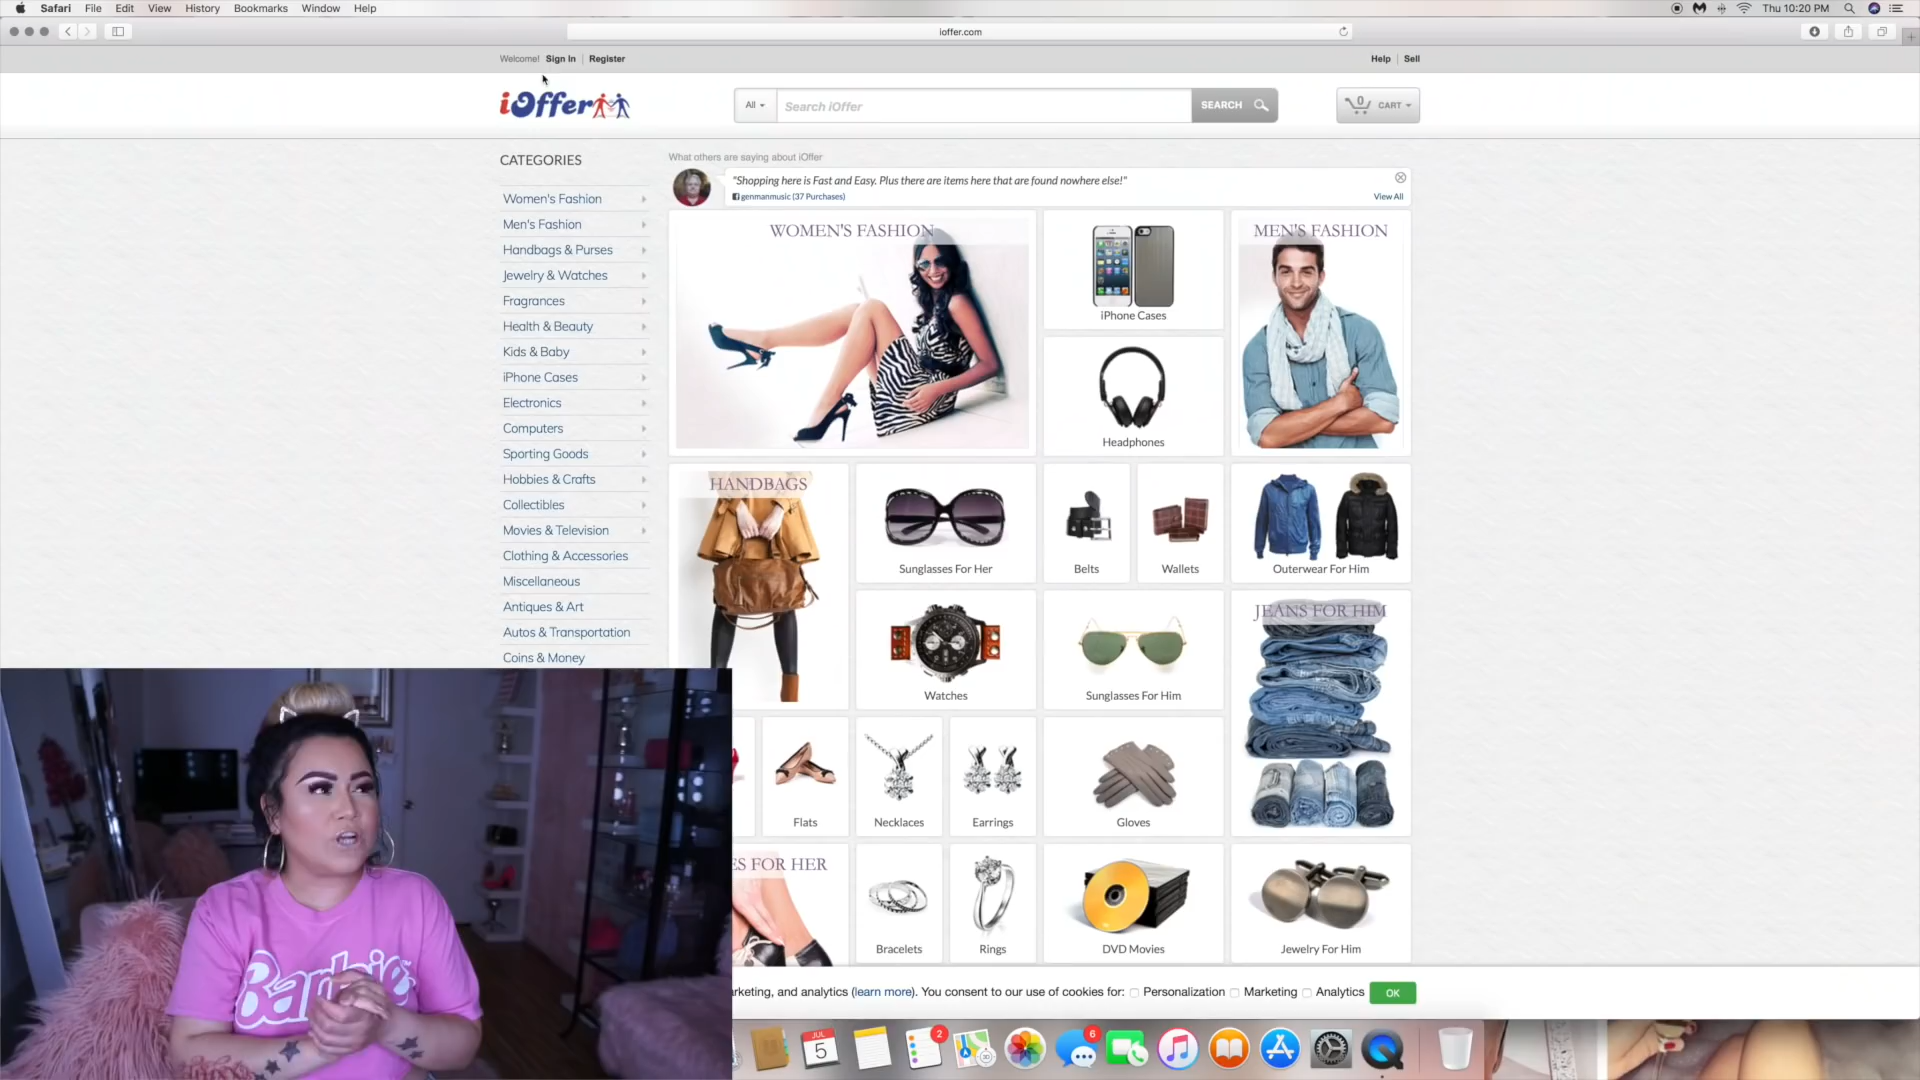 Safari File Edit View History Bookmarks Window Help
Thu 10:20 PM
ioffer.com
Welcome! Sign In Register
Help Sell
iOffer
All
Search iOffer
SEARCH
0 CART
CATEGORIES
Women's Fashion
Men's Fashion
Handbags & Purses
Jewelry & Watches
Fragrances
Health & Beauty
Kids & Baby
iPhone Cases
Electronics
Computers
Sporting Goods
Hobbies & Crafts
Collectibles
Movies & Television
Clothing & Accessories
Miscellaneous
Antiques & Art
Autos & Transportation
Coins & Money
What others are saying about iOffer
"Shopping here is Fast and Easy. Plus there are items here that are found nowhere else!"
genmanmusic (37 Purchases)
View All
WOMEN'S FASHION
iPhone Cases
MEN'S FASHION
Headphones
HANDBAGS
Sunglasses For Her
Belts
Wallets
Outerwear For Him
Watches
Sunglasses For Him
JEANS FOR HIM
Flats
Necklaces
Earrings
Gloves
ES FOR HER
Bracelets
Rings
DVD Movies
Jewelry For Him
rketing, and analytics (learn more). You consent to our use of cookies for: Personalization Marketing Analytics OK
Barbie
JUL
5
2
6